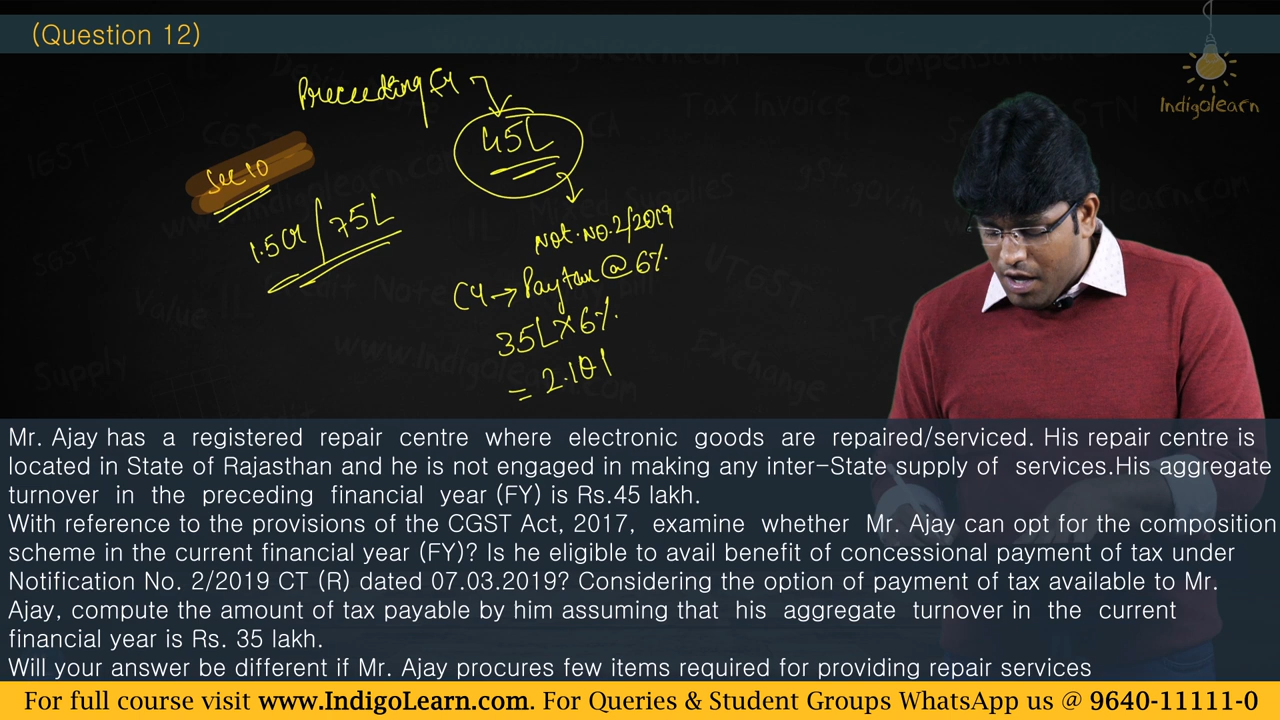 (Question 12)
Indigolearn
Preceeding FY
45L
Sec 10
1.5Cr / 75L
Not. No. 2/2019
CY → Pay tax @ 6%
35L × 6%
Mr. Ajay has a registered repair centre where electronic goods are repaired/serviced. His repair centre is
located in State of Rajasthan and he is not engaged in making any inter-State supply of services.His aggregate
turnover in the preceding financial year (FY) is Rs.45 lakh.
With reference to the provisions of the CGST Act, 2017, examine whether Mr. Ajay can opt for the composition
scheme in the current financial year (FY)? Is he eligible to avail benefit of concessional payment of tax under
Notification No. 2/2019 CT (R) dated 07.03.2019? Considering the option of payment of tax available to Mr.
Ajay, compute the amount of tax payable by him assuming that his aggregate turnover in the current
financial year is Rs. 35 lakh.
Will your answer be different if Mr. Ajay procures few items required for providing repair services
For full course visit www.IndigoLearn.com. For Queries & Student Groups WhatsApp us @ 9640-11111-0